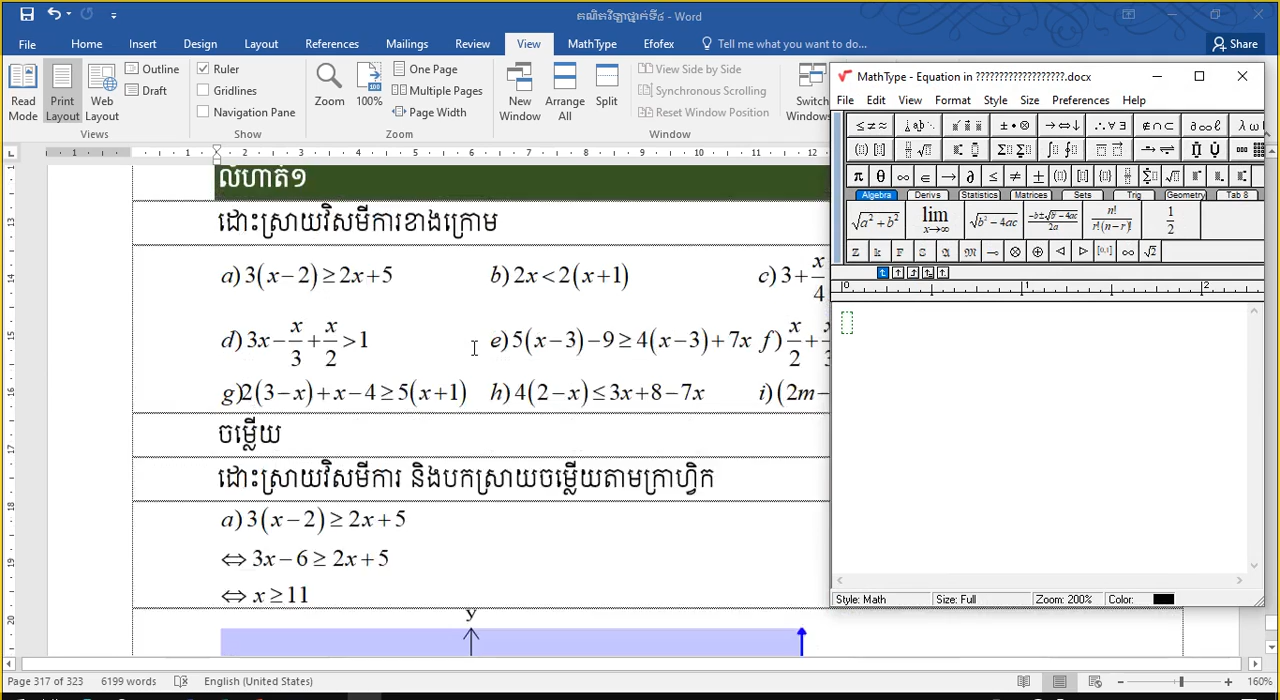 គណិតវិទ្យាថ្នាក់ទី៨ - Word
File Home Insert Design Layout References Mailings Review View MathType Efofex Tell me what you want to do... Share
Read Mode
Print Layout
Web Layout
Outline
Draft
Views
Ruler
Gridlines
Navigation Pane
Show
Zoom
100%
One Page
Multiple Pages
Page Width
Zoom
New Window
Arrange All
Split
View Side by Side
Synchronous Scrolling
Reset Window Position
Window
Switch Windows
MathType - Equation in ??????????????????.docx
File Edit View Format Style Size Preferences Help
Algebra Derivs Statistics Matrices Sets Trig Geometry Tab 8
លំហាត់១
ដោះស្រាយវិសមីការខាងក្រោម
a) 3(x−2) ≥ 2x+5 b) 2x < 2(x+1) c) 3+x/4
d) 3x − x/3 + x/2 > 1 e) 5(x−3)−9 ≥ 4(x−3)+7x f) x/2 +
g) 2(3−x)+x−4 ≥ 5(x+1) h) 4(2−x) ≤ 3x+8−7x i) (2m−
ចម្លើយ
ដោះស្រាយវិសមីការ និងបកស្រាយចម្លើយតាមក្រាហ្វិក
a) 3(x−2) ≥ 2x+5
⇔ 3x−6 ≥ 2x+5
⇔ x ≥ 11
y
Style: Math Size: Full Zoom: 200% Color:
Page 317 of 323 6199 words English (United States) 160%